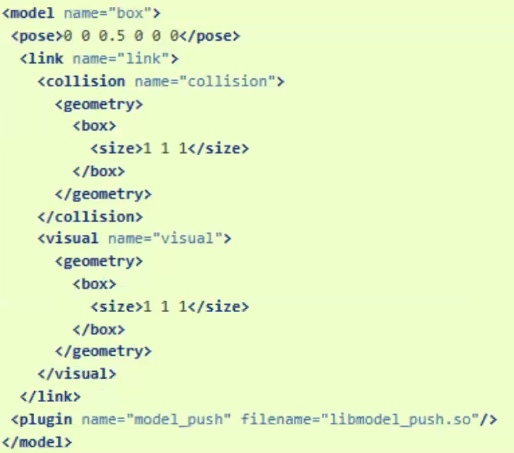 <model name="box">
<pose>0 0 0.5 0 0 0</pose>
<link name="link">
<collision name="collision">
<geometry>
<box>
<size>1 1 1</size>
</box>
</geometry>
</collision>
<visual name="visual">
<geometry>
<box>
<size>1 1 1</size>
</box>
</geometry>
</visual>
</link>
<plugin name="model_push" filename="libmodel_push.so"/>
</model>